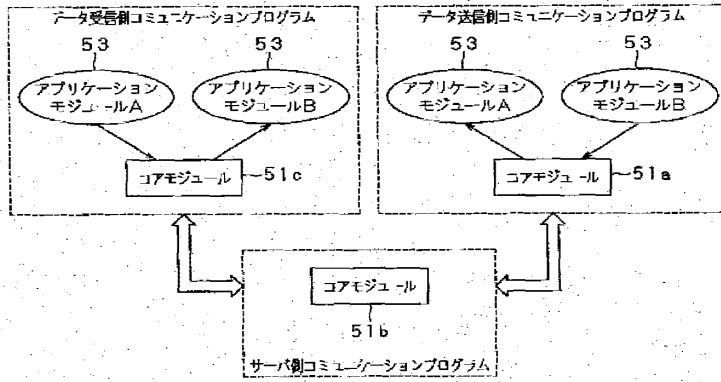 データ受信側コミュニケーションプログラム
53
53
アプリケーション
モジュールA
アプリケーション
モジュールB
コアモジュール
51c
データ送信側コミュニケーションプログラム
53
53
アプリケーション
モジュールA
アプリケーション
モジュールB
コアモジュール
51a
コアモジュール
51b
サーバ側コミュニケーションプログラム